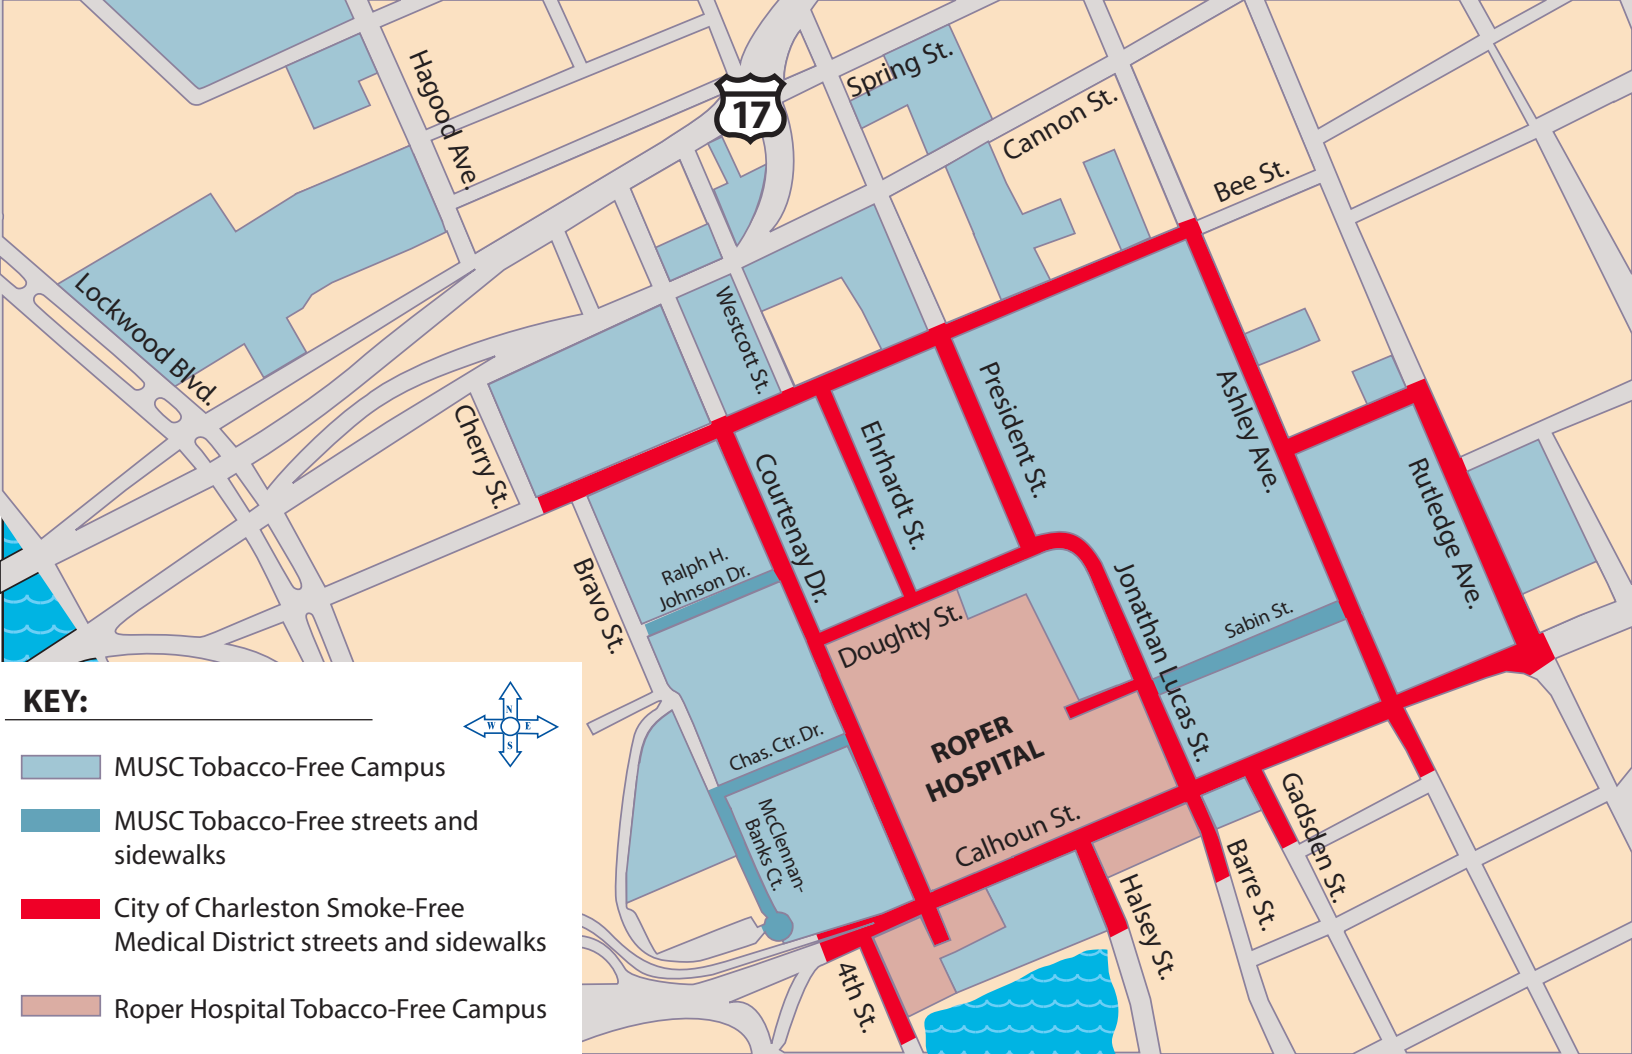 Hagood Ave.
17
Spring St.
Cannon St.
Bee St.
Lockwood Blvd.
Westcott St.
Cherry St.
Courtenay Dr.
Ehrhardt St.
President St.
Ashley Ave.
Rutledge Ave.
Ralph H.
Johnson Dr.
Bravo St.
Doughty St.
Jonathan Lucas St.
Sabin St.
ROPER
HOSPITAL
Chas. Ctr. Dr.
McClennan-
Banks Ct.
Calhoun St.
Gadsden St.
Barre St.
Halsey St.
4th St.
KEY:
N
W E
S
MUSC Tobacco-Free Campus
MUSC Tobacco-Free streets and
sidewalks
City of Charleston Smoke-Free
Medical District streets and sidewalks
Roper Hospital Tobacco-Free Campus